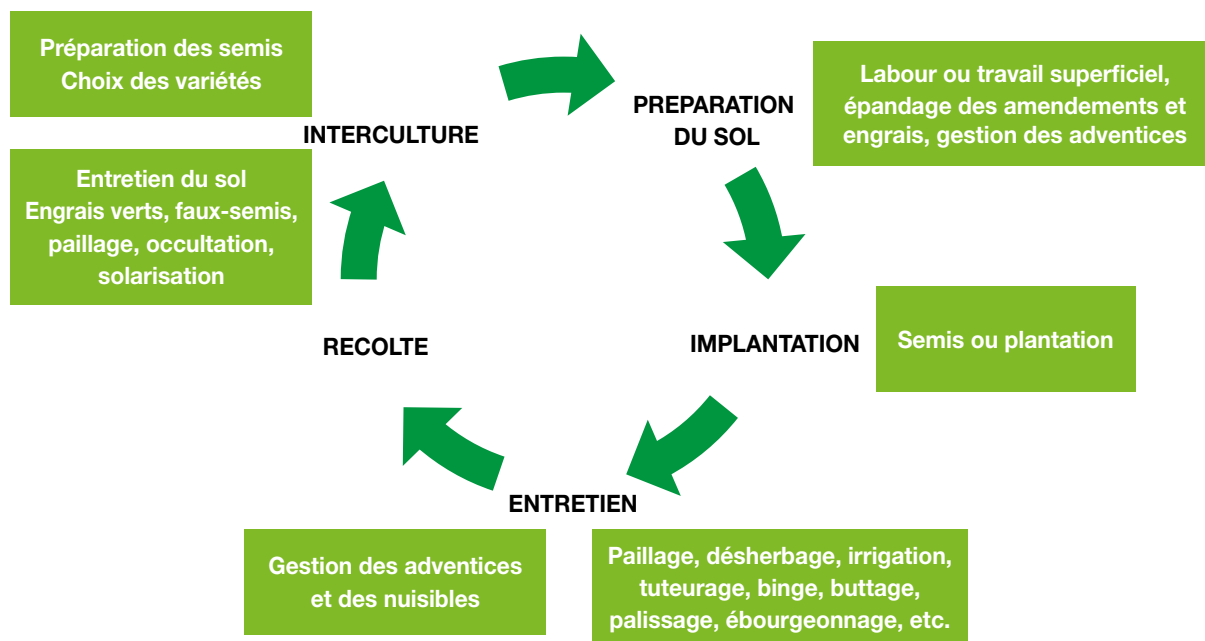 Préparation des semis
Choix des variétés
INTERCULTURE
Entretien du sol
Engrais verts, faux-semis,
paillage, occultation,
solarisation
PREPARATION
DU SOL
Labour ou travail superficiel,
épandage des amendements et
engrais, gestion des adventices
IMPLANTATION
Semis ou plantation
RECOLTE
ENTRETIEN
Gestion des adventices
et des nuisibles
Paillage, désherbage, irrigation,
tuteurage, binge, buttage,
palissage, ébourgeonnage, etc.